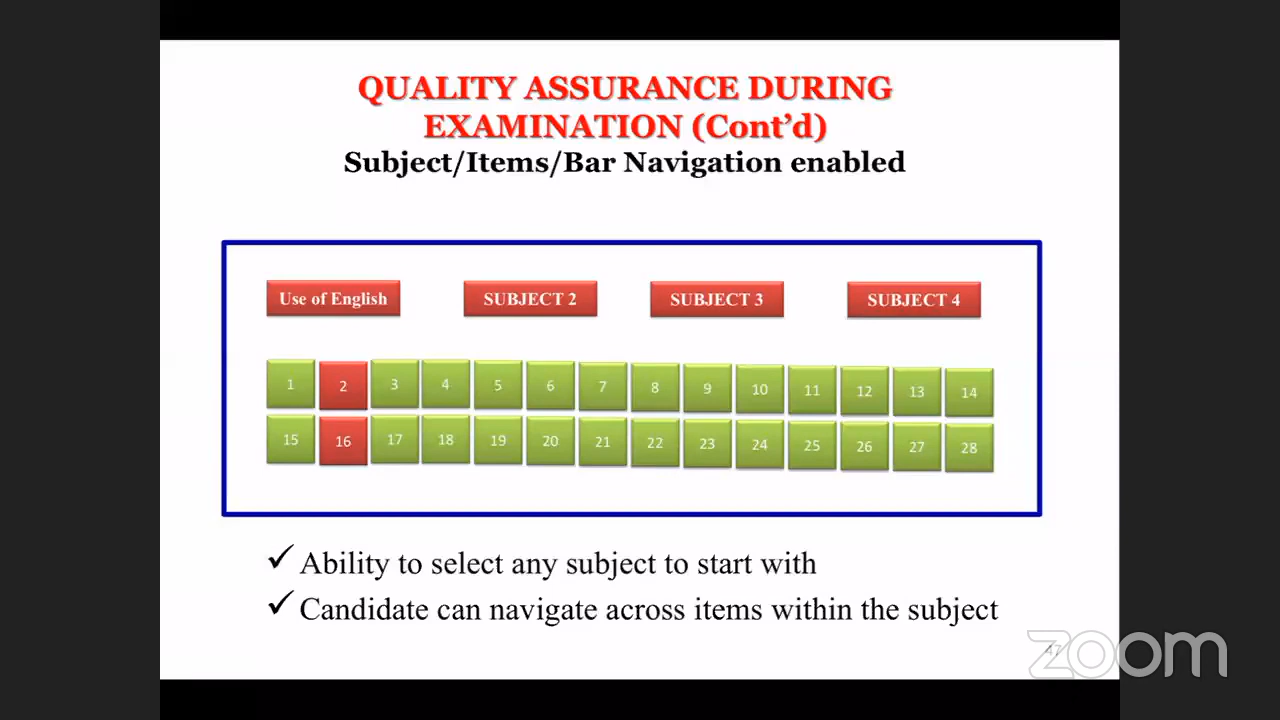 QUALITY ASSURANCE DURING
EXAMINATION (Cont’d)
Subject/Items/Bar Navigation enabled
Use of English SUBJECT 2 SUBJECT 3 SUBJECT 4
1 2 3 4 5 6 7 8 9 10 11 12 13 14
15 16 17 18 19 20 21 22 23 24 25 26 27 28
✓ Ability to select any subject to start with
✓ Candidate can navigate across items within the subject
47
zoom